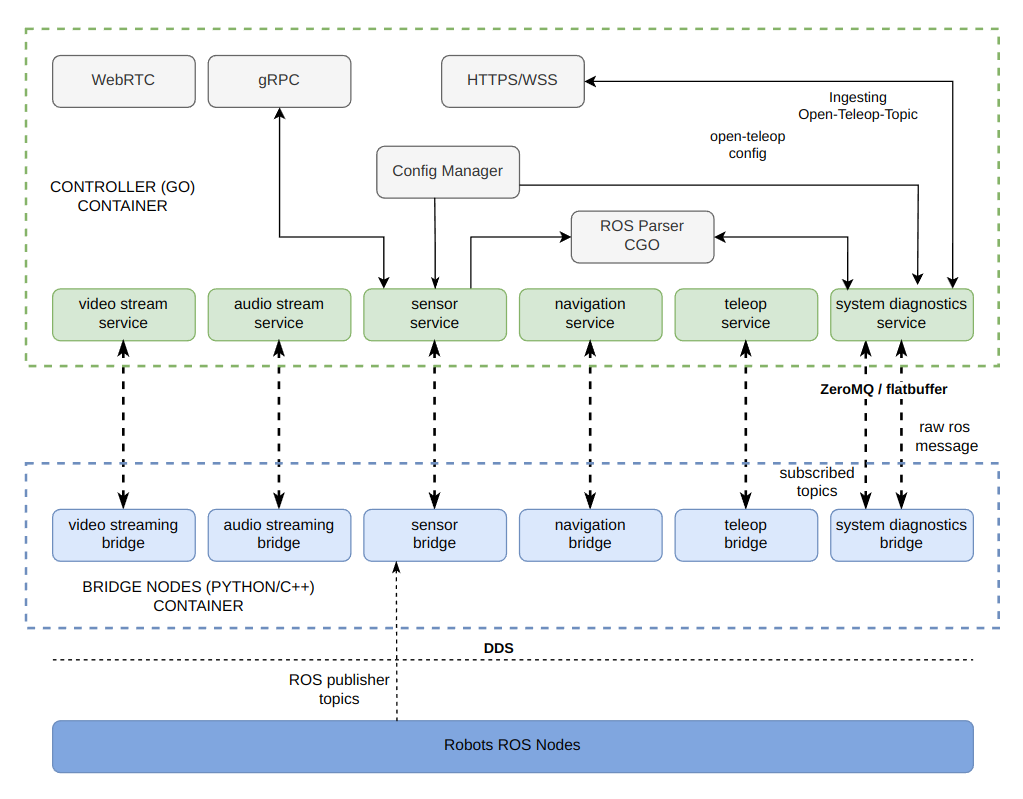 WebRTC
gRPC
HTTPS/WSS
Ingesting
Open-Teleop-Topic
open-teleop
config
Config Manager
CONTROLLER (GO)
CONTAINER
ROS Parser
CGO
video stream
service
audio stream
service
sensor
service
navigation
service
teleop
service
system diagnostics
service
ZeroMQ / flatbuffer
raw ros
message
subscribed
topics
video streaming
bridge
audio streaming
bridge
sensor
bridge
navigation
bridge
teleop
bridge
system diagnostics
bridge
BRIDGE NODES (PYTHON/C++)
CONTAINER
DDS
ROS publisher
topics
Robots ROS Nodes